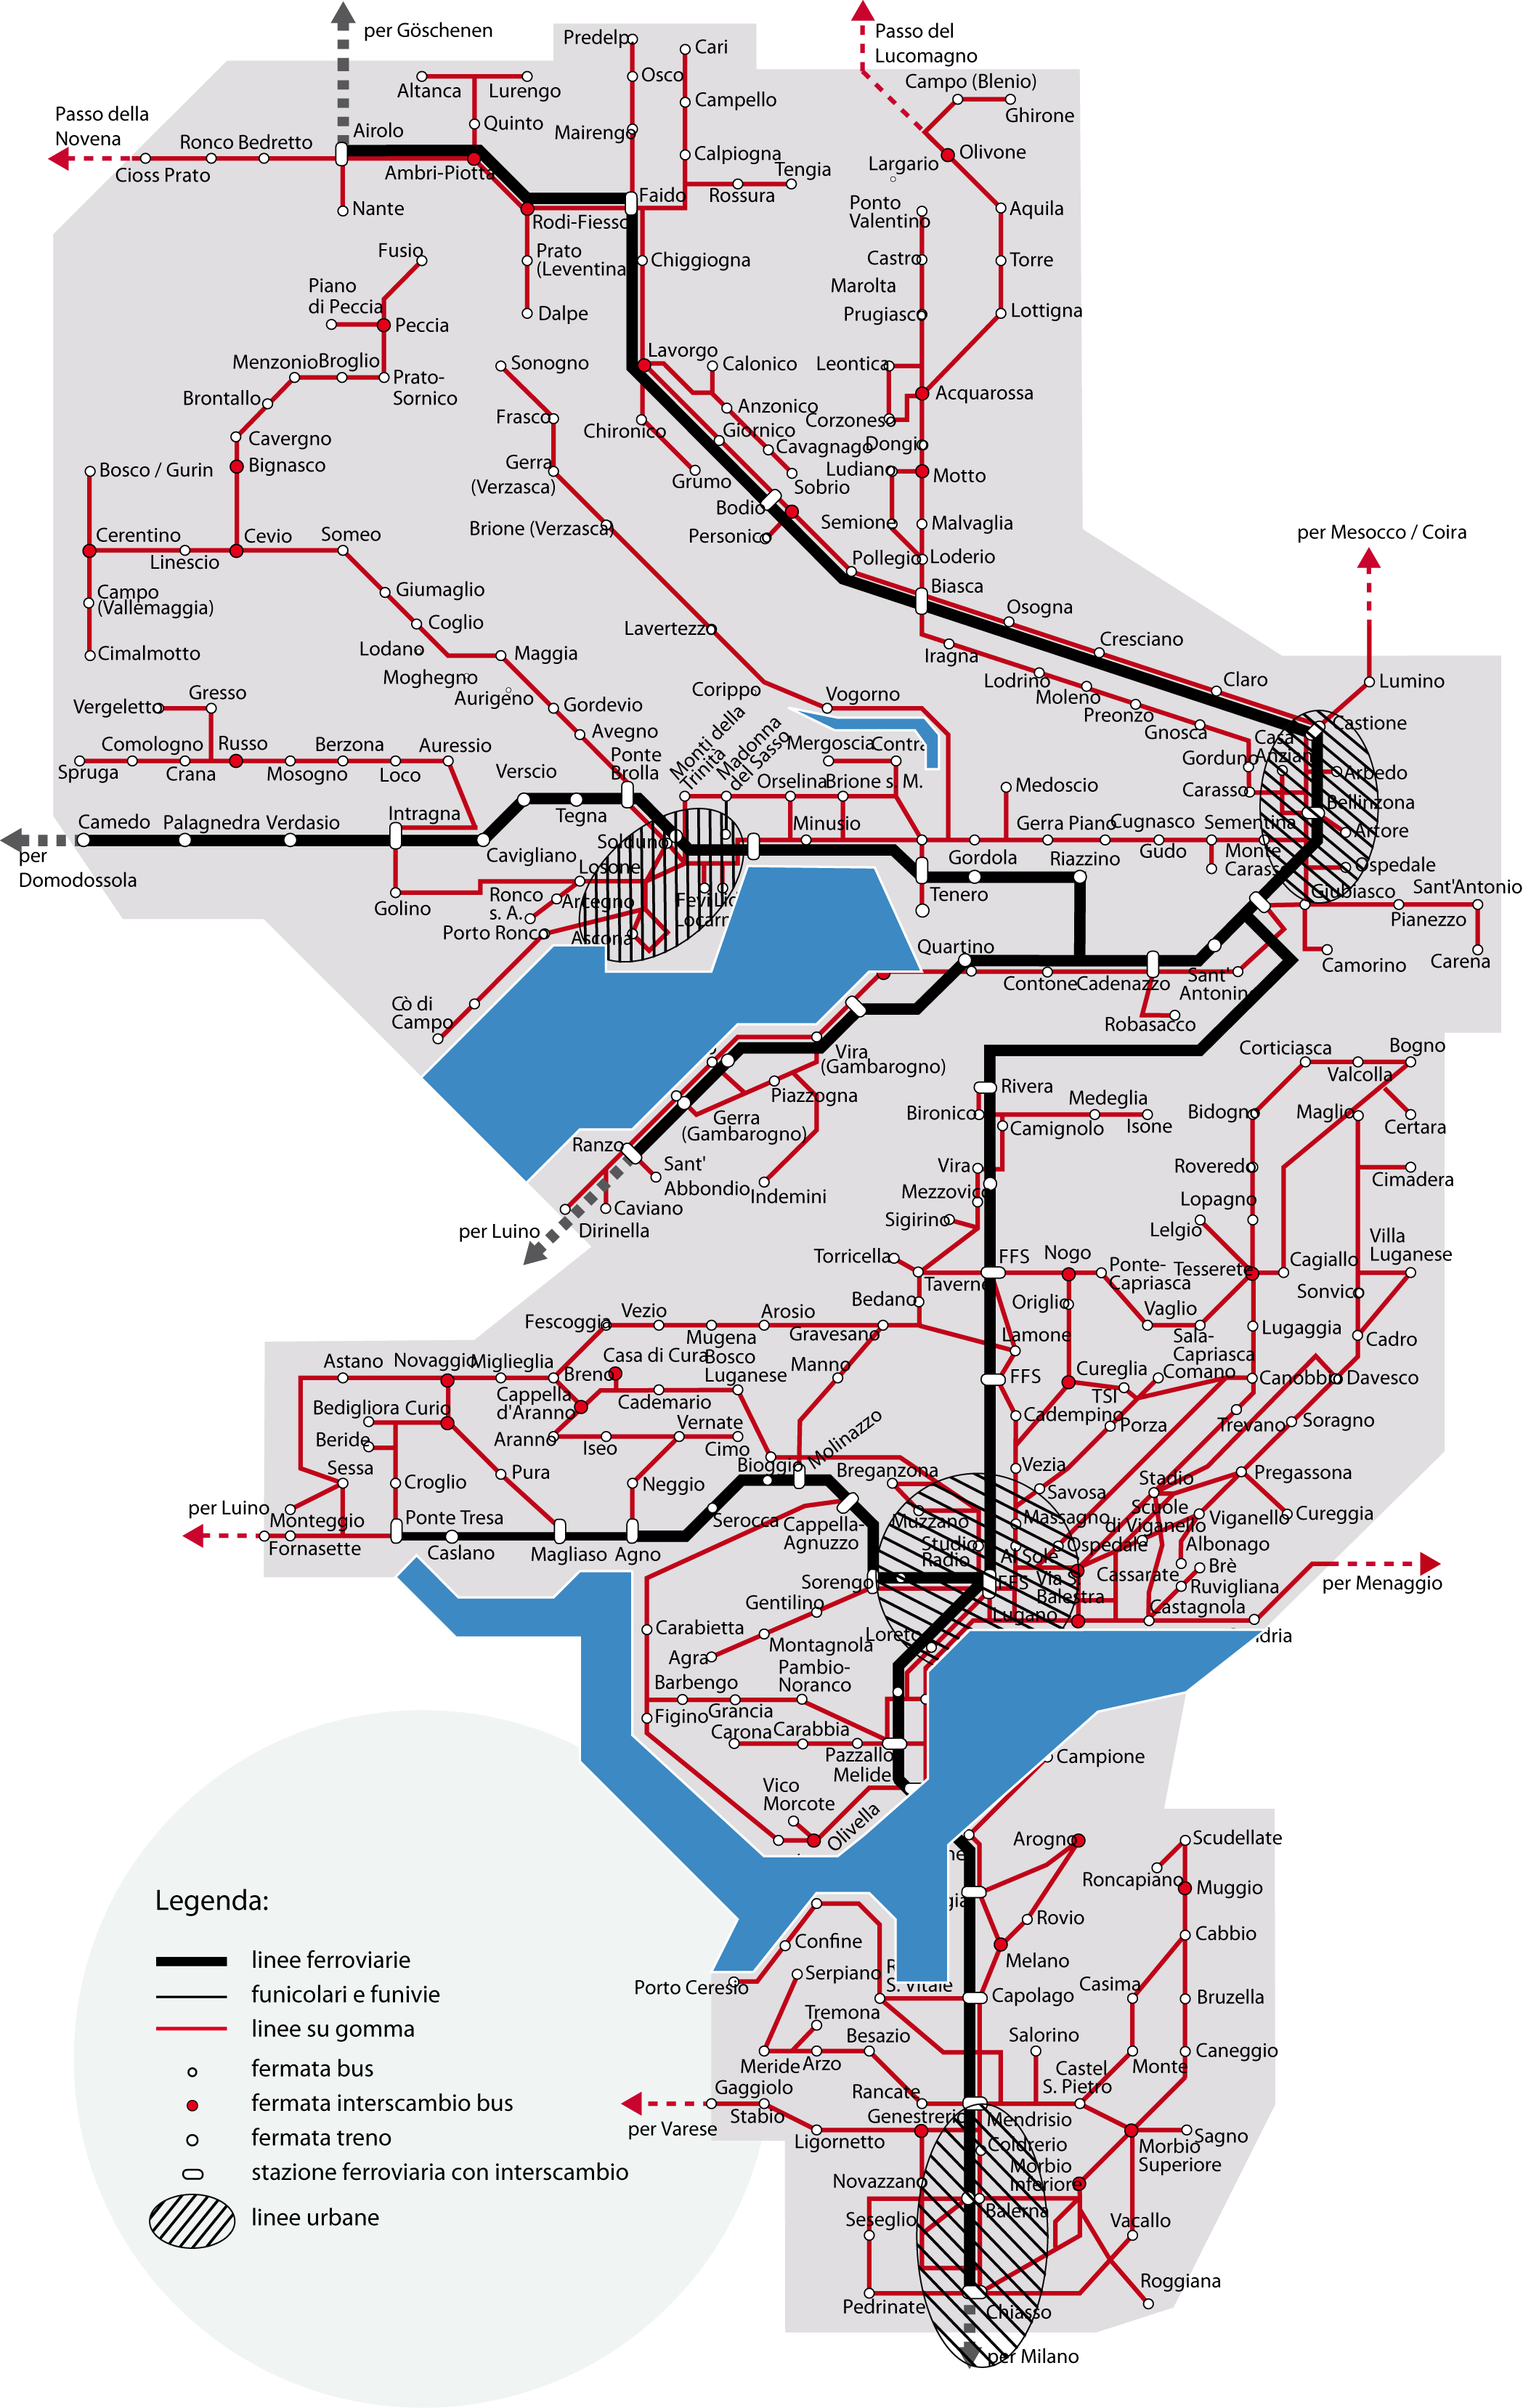 per Göschenen
Passo del
Lucomagno
Predelp
Cari
Osco
Campello
Mairengo
Calpiogna
Rossura
Tengia
Altanca
Lurengo
Quinto
Campo (Blenio)
Ghirone
Olivone
Largario
Passo della
Novena
Cioss Prato
Ronco
Bedretto
Airolo
Ambri-Piotta
Nante
Rodi-Fiesso
Faido
Prato
(Leventina
Dalpe
Chiggiogna
Ponto
Valentino
Castro
Marolta
Prugiasco
Aquila
Torre
Lottigna
Leontica
Acquarossa
Corzoneso
Dongio
Ludiano
Motto
Semione
Malvaglia
Loderio
Pollegio
Biasca
Fusio
Piano
di Peccia
Peccia
Menzonio
Broglio
Prato-
Sornico
Brontallo
Cavergno
Bignasco
Bosco / Gurin
Cerentino
Linescio
Cevio
Someo
Campo
(Vallemaggia)
Cimalmotto
Giumaglio
Coglio
Lodano
Maggia
Moghegno
Aurigeno
Gordevio
Avegno
Ponte
Brolla
Sonogno
Frasco
Gerra
(Verzasca)
Brione (Verzasca)
Lavertezzo
Corippo
Vogorno
Lavorgo
Calonico
Anzonico
Chironico
Giornico
Cavagnago
Grumo
Sobrio
Bodio
Personico
Osogna
Cresciano
Claro
Iragna
Lodrino
Moleno
Preonzo
Gnosca
Gorduno
Carasso
per Mesocco / Coira
Lumino
Castione
Casa
Anziani
Arbedo
Bellinzona
Artore
Ospedale
Giubiasco
Sant'Antonio
Pianezzo
Carena
Camorino
Vergeletto
Gresso
Spruga
Comologno
Crana
Russo
Mosogno
Berzona
Loco
Auressio
Verscio
Tegna
Intragna
Cavigliano
Camedo
Palagnedra
Verdasio
per
Domodossola
Golino
Monti della
Trinità
Madonna
del Sasso
Mergoscia
Contra
Orselina
Brione s. M.
Minusio
Medoscio
Gordola
Gerra Piano
Riazzino
Cugnasco
Gudo
Sementina
Monte
Carasso
Tenero
Solduno
Losone
Arcegno
Ronco
s. A.
Porto Ronco
Ascona
Cò di
Campo
Quartino
Contone
Cadenazzo
Sant'
Antonin
Robasacco
Vira
(Gambarogno)
Piazzogna
Gerra
(Gambarogno)
Ranzo
Sant'
Abbondio
Indemini
Caviano
Dirinella
per Luino
Rivera
Bironico
Camignolo
Medeglia
Isone
Vira
Mezzovico
Sigirino
Torricella
Taverne
FFS
Bedano
Nogo
Origlio
Ponte-
Capriasca
Vaglio
Sala-
Capriasca
Tesserete
Lelgio
Lopagno
Roveredo
Bidogno
Corticiasca
Valcolla
Bogno
Maglio
Certara
Cimadera
Villa
Luganese
Cagiallo
Sonvico
Cadro
Lugaggia
Canobbio
Davesco
Lamone
FFS
Cureglia
Comano
TSI
Porza
Cadempino
Trevano
Soragno
Vezia
Savosa
Massagno
Stadio
Scuole
di Viganello
Pregassona
Viganello
Cureggia
Albonago
Ospedale
Al Sole
Cassarate
Brè
Ruvigliana
Castagnola
Via S.
Balestra
FFS
Lugano
per Menaggio
dria
Fescoggia
Vezio
Mugena
Arosio
Gravesano
Manno
Astano
Novaggio
Miglieglia
Breno
Casa di Cura
Bosco
Luganese
Cappella
d'Aranno
Cademario
Bedigliora
Curio
Beride
Sessa
Aranno
Iseo
Vernate
Cimo
Pura
Croglio
Neggio
Bioggio
Molinazzo
Breganzona
Muzzano
Studio
Radio
per Luino
Monteggio
Fornasette
Ponte Tresa
Caslano
Magliaso
Agno
Serocca
Cappella-
Agnuzzo
Sorengo
Gentilino
Montagnola
Agra
Loreto
Carabietta
Pambio-
Noranco
Barbengo
Grancia
Figino
Carona
Carabbia
Pazzallo
Melide
Vico
Morcote
Olivella
Campione
Arogno
Rovio
Melano
Capolago
S. Vitale
Scudellate
Roncapiano
Muggio
Cabbio
Casima
Bruzella
Caneggio
Monte
Salorino
Castel
S. Pietro
Confine
Porto Ceresio
Serpiano
Tremona
Besazio
Meride
Arzo
Rancate
Gaggiolo
Stabio
per Varese
Ligornetto
Genestrerio
Mendrisio
Coldrerio
Morbio
Inferiore
Morbio
Superiore
Sagno
Novazzano
Balerna
Seseglio
Vacallo
Pedrinate
Chiasso
Roggiana
per Milano
Legenda:
linee ferroviarie
funicolari e funivie
linee su gomma
fermata bus
fermata interscambio bus
fermata treno
stazione ferroviaria con interscambio
linee urbane